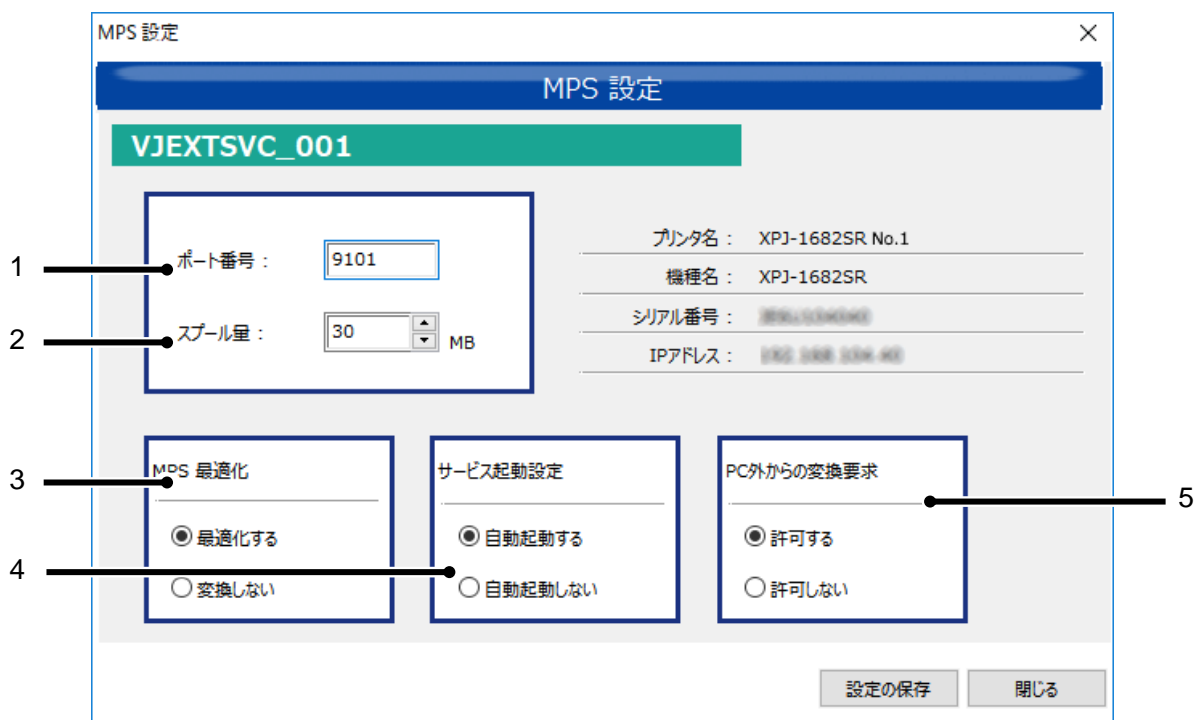 MPS 設定
MPS 設定
VJEXTSVC_001
1
ポート番号 : 9101
2
スプール量 : 30 MB
プリンタ名 : XPJ-1682SR No.1
機種名 : XPJ-1682SR
シリアル番号 :
IPアドレス :
3
MPS 最適化
最適化する
4
変換しない
サービス起動設定
自動起動する
自動起動しない
PC外からの変換要求
5
許可する
許可しない
設定の保存
閉じる